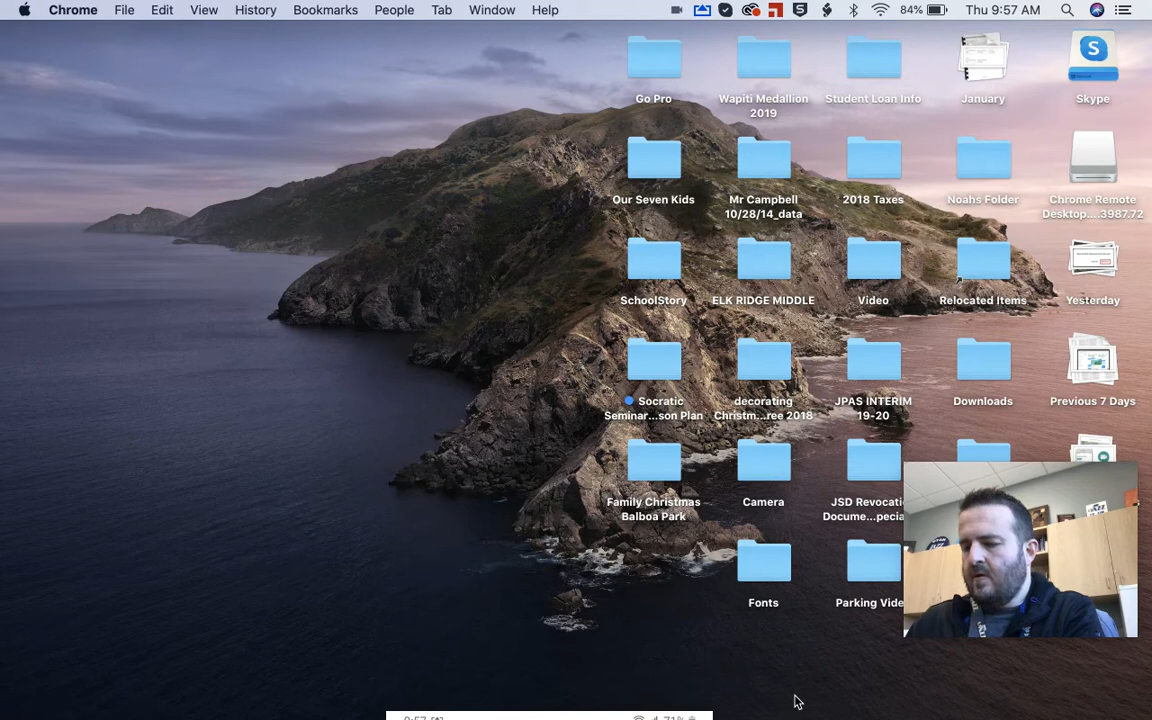 Chrome File Edit View History Bookmarks People Tab Window Help 84% Thu 9:57 AM
Go Pro
Wapiti Medallion
2019
Student Loan Info
January
Skype
Our Seven Kids
Mr Campbell
10/28/14_data
2018 Taxes
Noahs Folder
Chrome Remote
Desktop....3987.72
SchoolStory
ELK RIDGE MIDDLE
Video
Relocated Items
Yesterday
Socratic
Seminar...son Plan
decorating
Christm...ree 2018
JPAS INTERIM
19-20
Downloads
Previous 7 Days
Family Christmas
Balboa Park
Camera
JSD Revocati
Docume...pecia
Fonts
Parking Vide